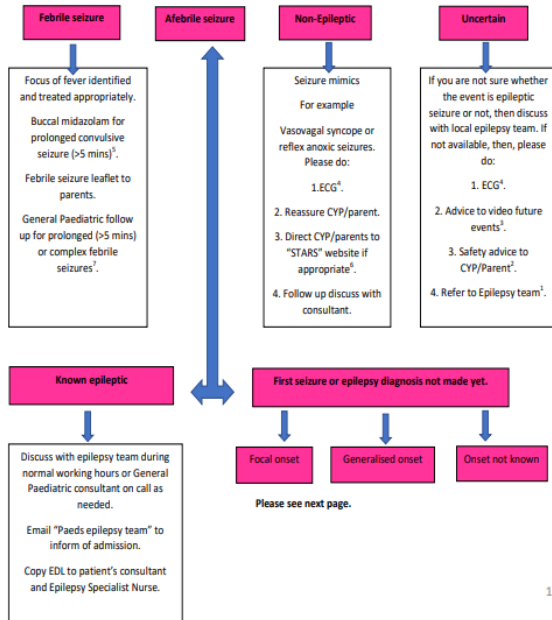 Febrile seizure
Afebrile seizure
Non-Epileptic
Uncertain
Focus of fever identified
and treated appropriately.
Buccal midazolam for
prolonged convulsive
seizure (>5 mins)⁵.
Febrile seizure leaflet to
parents.
General Paediatric follow
up for prolonged (>5 mins)
or complex febrile
seizures⁷.
Seizure mimics
For example
Vasovagal syncope or
reflex anoxic seizures.
Please do:
1.ECG⁴.
2. Reassure CYP/parent.
3. Direct CYP/parents to
"STARS" website if
appropriate⁶.
4. Follow up discuss with
consultant.
If you are not sure whether
the event is epileptic
seizure or not, then discuss
with local epilepsy team. If
not available, then, please
do:
1. ECG⁴.
2. Advice to video future
events³.
3. Safety advice to
CYP/Parent².
4. Refer to Epilepsy team¹.
Known epileptic
First seizure or epilepsy diagnosis not made yet.
Discuss with epilepsy team during
normal working hours or General
Paediatric consultant on call as
needed.
Email "Paeds epilepsy team" to
inform of admission.
Copy EDL to patient's consultant
and Epilepsy Specialist Nurse.
Focal onset
Generalised onset
Onset not known
Please see next page.
1